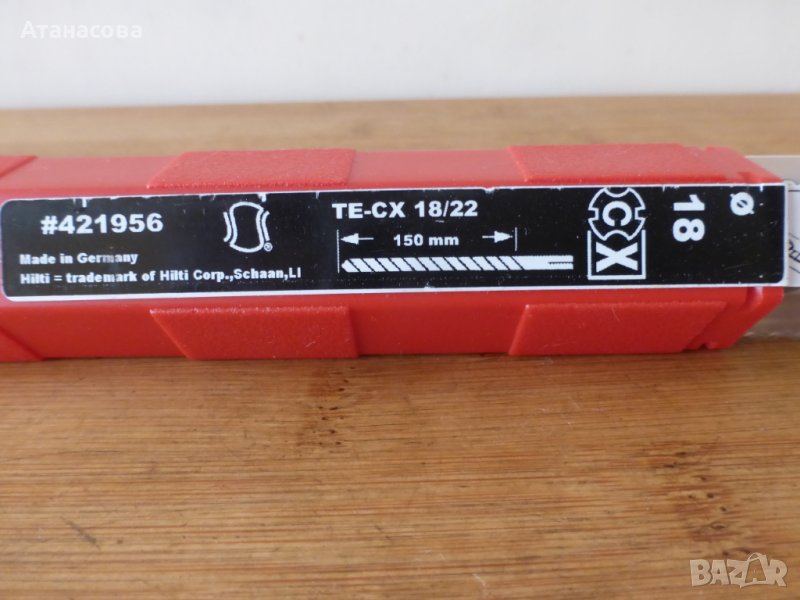 Атанасова
#421956
Made in Germany
Hilti = trademark of Hilti Corp.,Schaan,LI
®
TE-CX 18/22
150 mm
CX
18
Ø
BAZAR